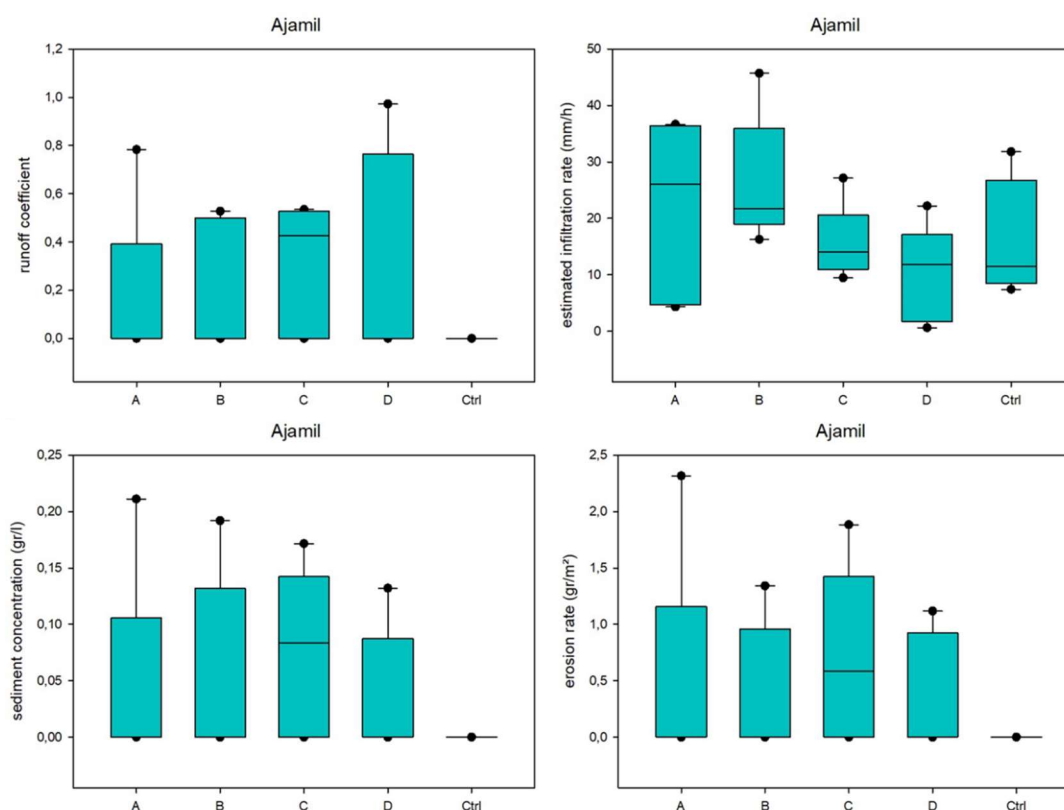 Ajamil
runoff coefficient
1,2
1,0
0,8
0,6
0,4
0,2
0,0
A B C D Ctrl
Ajamil
estimated infiltration rate (mm/h)
50
40
30
20
10
0
A B C D Ctrl
Ajamil
sediment concentration (gr/l)
0,25
0,20
0,15
0,10
0,05
0,00
A B C D Ctrl
Ajamil
erosion rate (gr/m²)
2,5
2,0
1,5
1,0
0,5
0,0
A B C D Ctrl